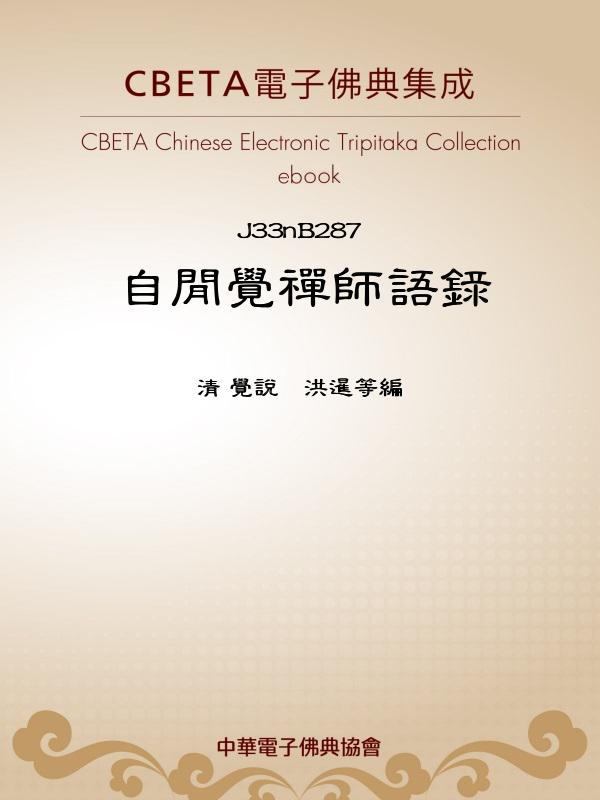 CBETA電子佛典集成
CBETA Chinese Electronic Tripitaka Collection
ebook
J33nB287
自閒覺禪師語錄
清 覺說　洪暹等編
中華電子佛典協會